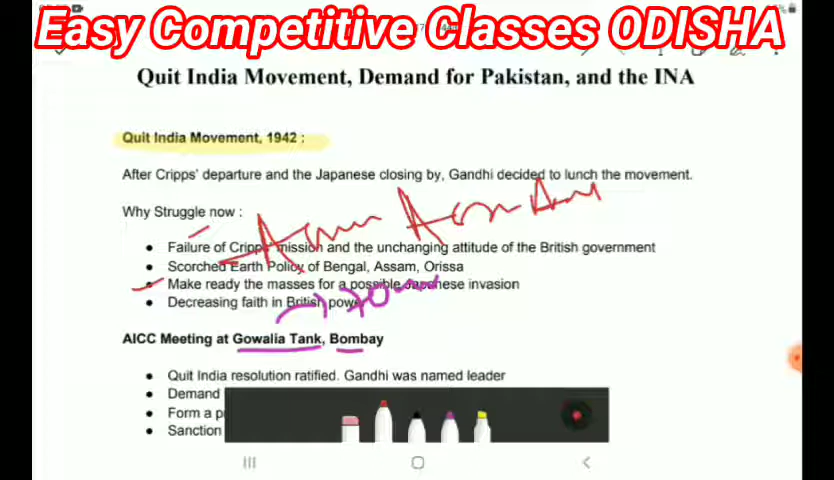 Easy Competitive Classes ODISHA
Quit India Movement, Demand for Pakistan, and the INA
Quit India Movement, 1942 :
After Cripps' departure and the Japanese closing by, Gandhi decided to lunch the movement.
Why Struggle now :
• Failure of Cripps mission and the unchanging attitude of the British government
• Scorched Earth Policy of Bengal, Assam, Orissa
• Make ready the masses for a possible Japanese invasion
• Decreasing faith in British power
AICC Meeting at Gowalia Tank, Bombay
• Quit India resolution ratified. Gandhi was named leader
• Demand
• Form a
• Sanction